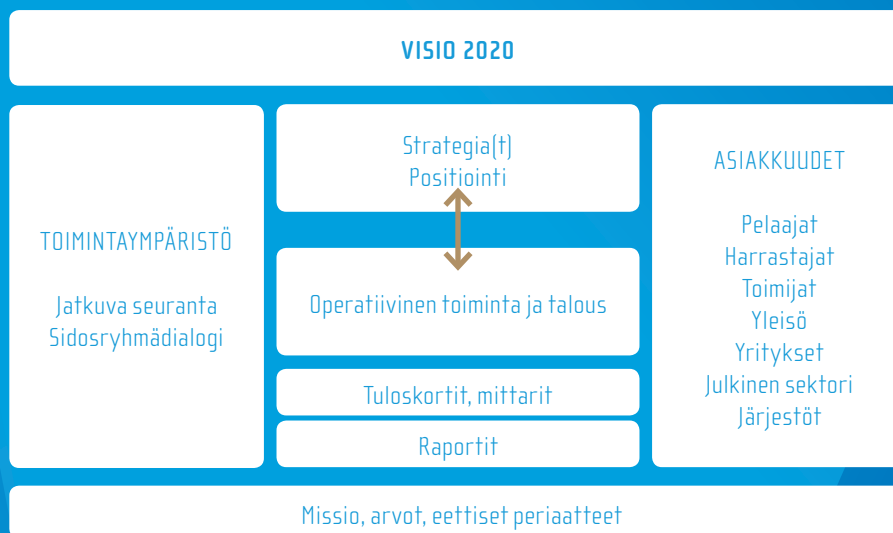 VISIO 2020
TOIMINTAYMPÄRISTÖ
Jatkuva seuranta
Sidosryhmädialogi
Strategia(t)
Positiointi
Operatiivinen toiminta ja talous
Tuloskortit, mittarit
Raportit
ASIAKKUUDET
Pelaajat
Harrastajat
Toimijat
Yleisö
Yritykset
Julkinen sektori
Järjestöt
Missio, arvot, eettiset periaatteet